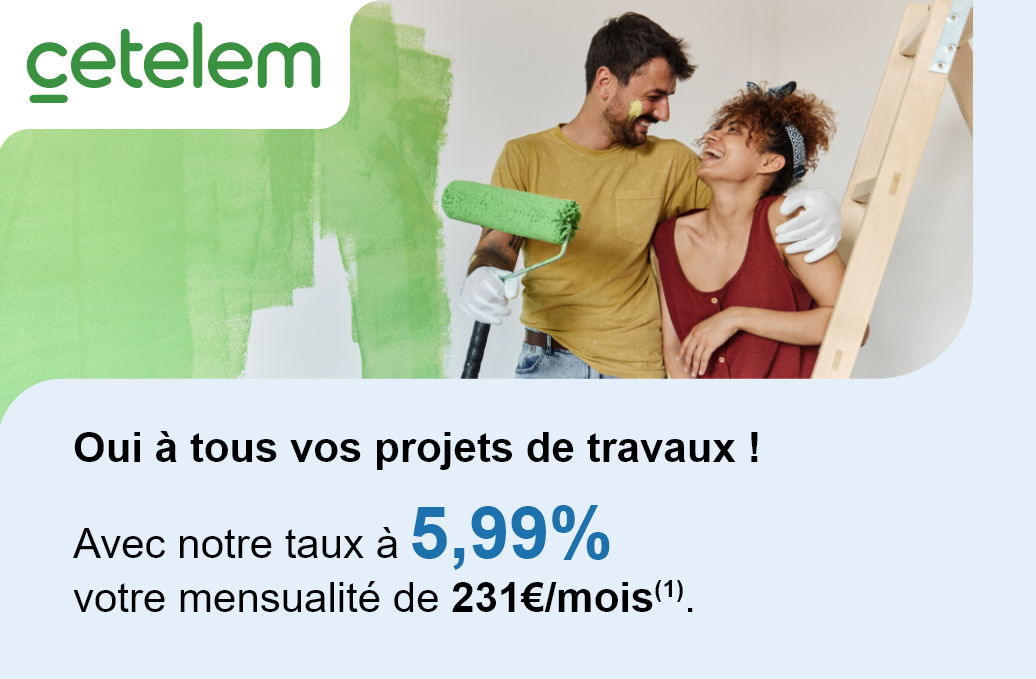 cetelem
Oui à tous vos projets de travaux !
Avec notre taux à 5,99%
votre mensualité de 231€/mois(1).